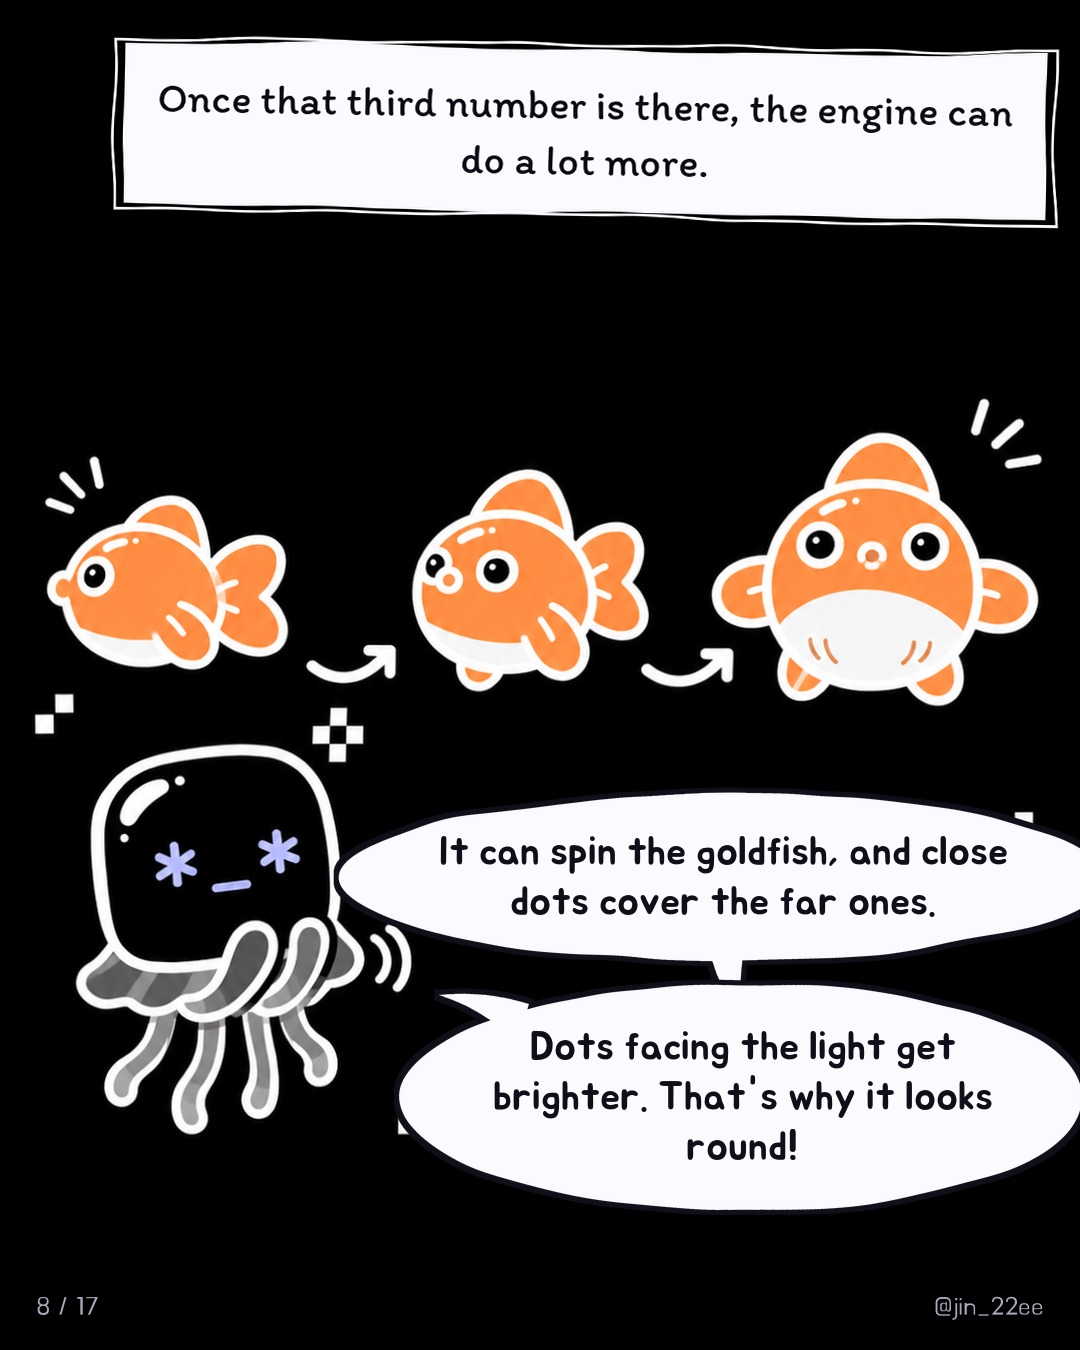 Once that third number is there, the engine can
do a lot more.
It can spin the goldfish, and close
dots cover the far ones.
Dots facing the light get
brighter. That's why it looks
round!
8 / 17
@jin_22ee